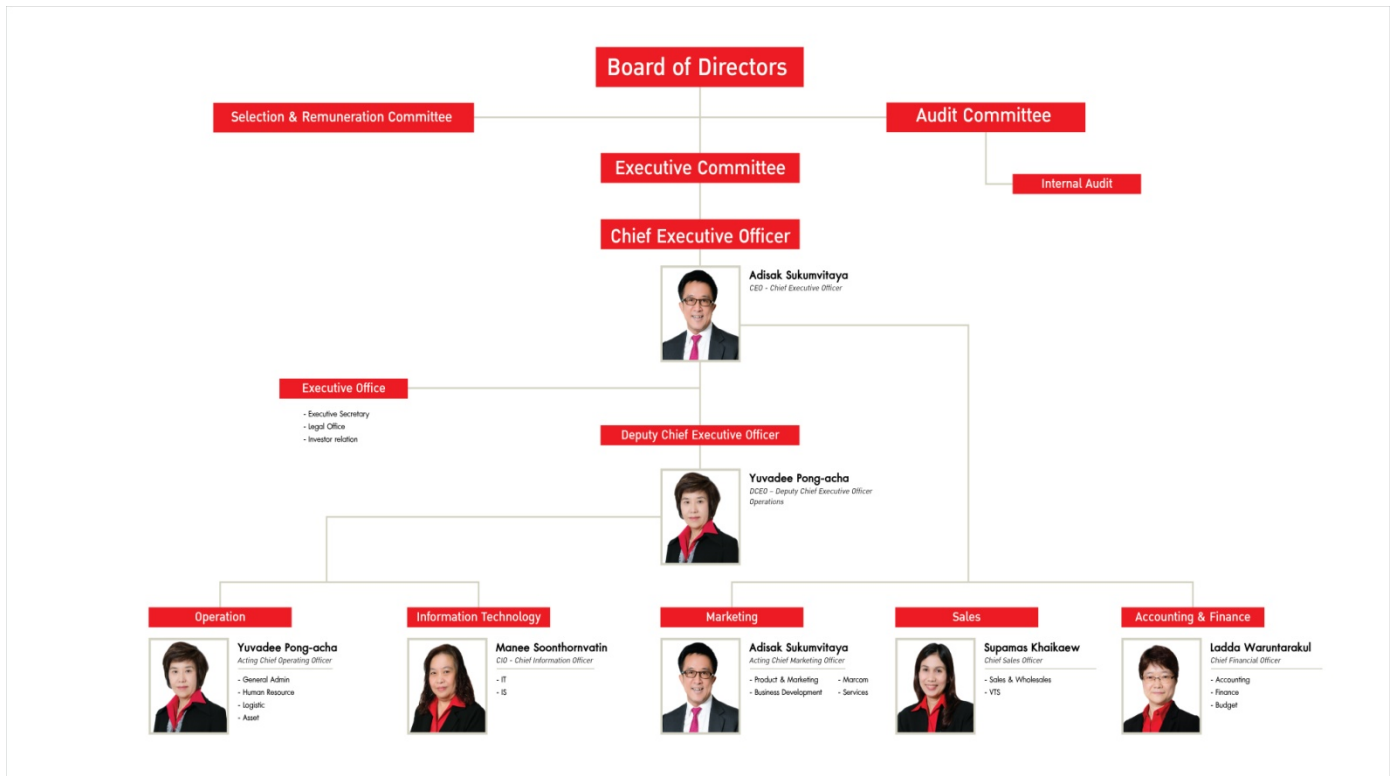 Board of Directors
Selection & Remuneration Committee
Audit Committee
Executive Committee
Internal Audit
Chief Executive Officer
Adisak Sukumvitaya
CEO - Chief Executive Officer
Executive Office
- Executive Secretary
- Legal Office
- Investor relation
Deputy Chief Executive Officer
Yuvadee Pong-acha
DCEO - Deputy Chief Executive Officer
Operations
Operation
Yuvadee Pong-acha
Acting Chief Operating Officer
- General Admin
- Human Resource
- Logistic
- Asset
Information Technology
Manee Soonthornvatin
CIO - Chief Information Officer
- IT
- IS
Marketing
Adisak Sukumvitaya
Acting Chief Marketing Officer
- Product & Marketing - Marcom
- Business Development - Services
Sales
Supamas Khaikaew
Chief Sales Officer
- Sales & Wholesales
- VTS
Accounting & Finance
Ladda Waruntarakul
Chief Financial Officer
- Accounting
- Finance
- Budget